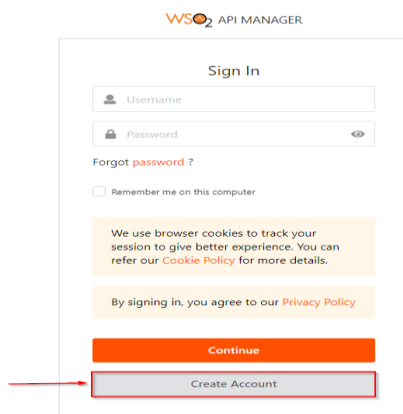 WSO2 API MANAGER
Sign In
Username
Password
Forgot password ?
Remember me on this computer
We use browser cookies to track your
session to give better experience. You can
refer our Cookie Policy for more details.
By signing in, you agree to our Privacy Policy
Continue
Create Account